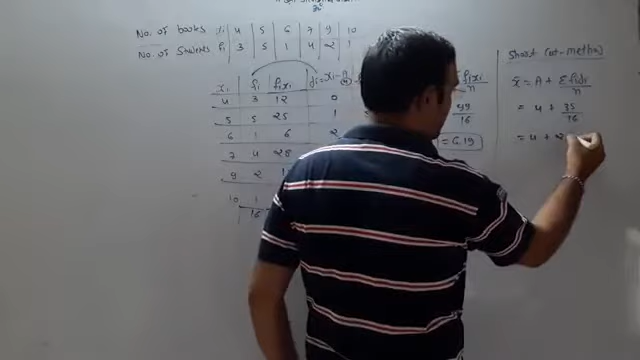 No. of books xi 4 5 6 7 9 10
No. of Students fi 3 5 1 4 2 1
xi fi fixi di = xi - A
4 3 12 0
5 5 25 1
6 1 6 2
7 4 28
9 2
10 1
16
fixi
n
99
16
= 6.19
Short cut-method
x̄ = A + Σfidi
n
= 4 + 35
16
= 4 + 2